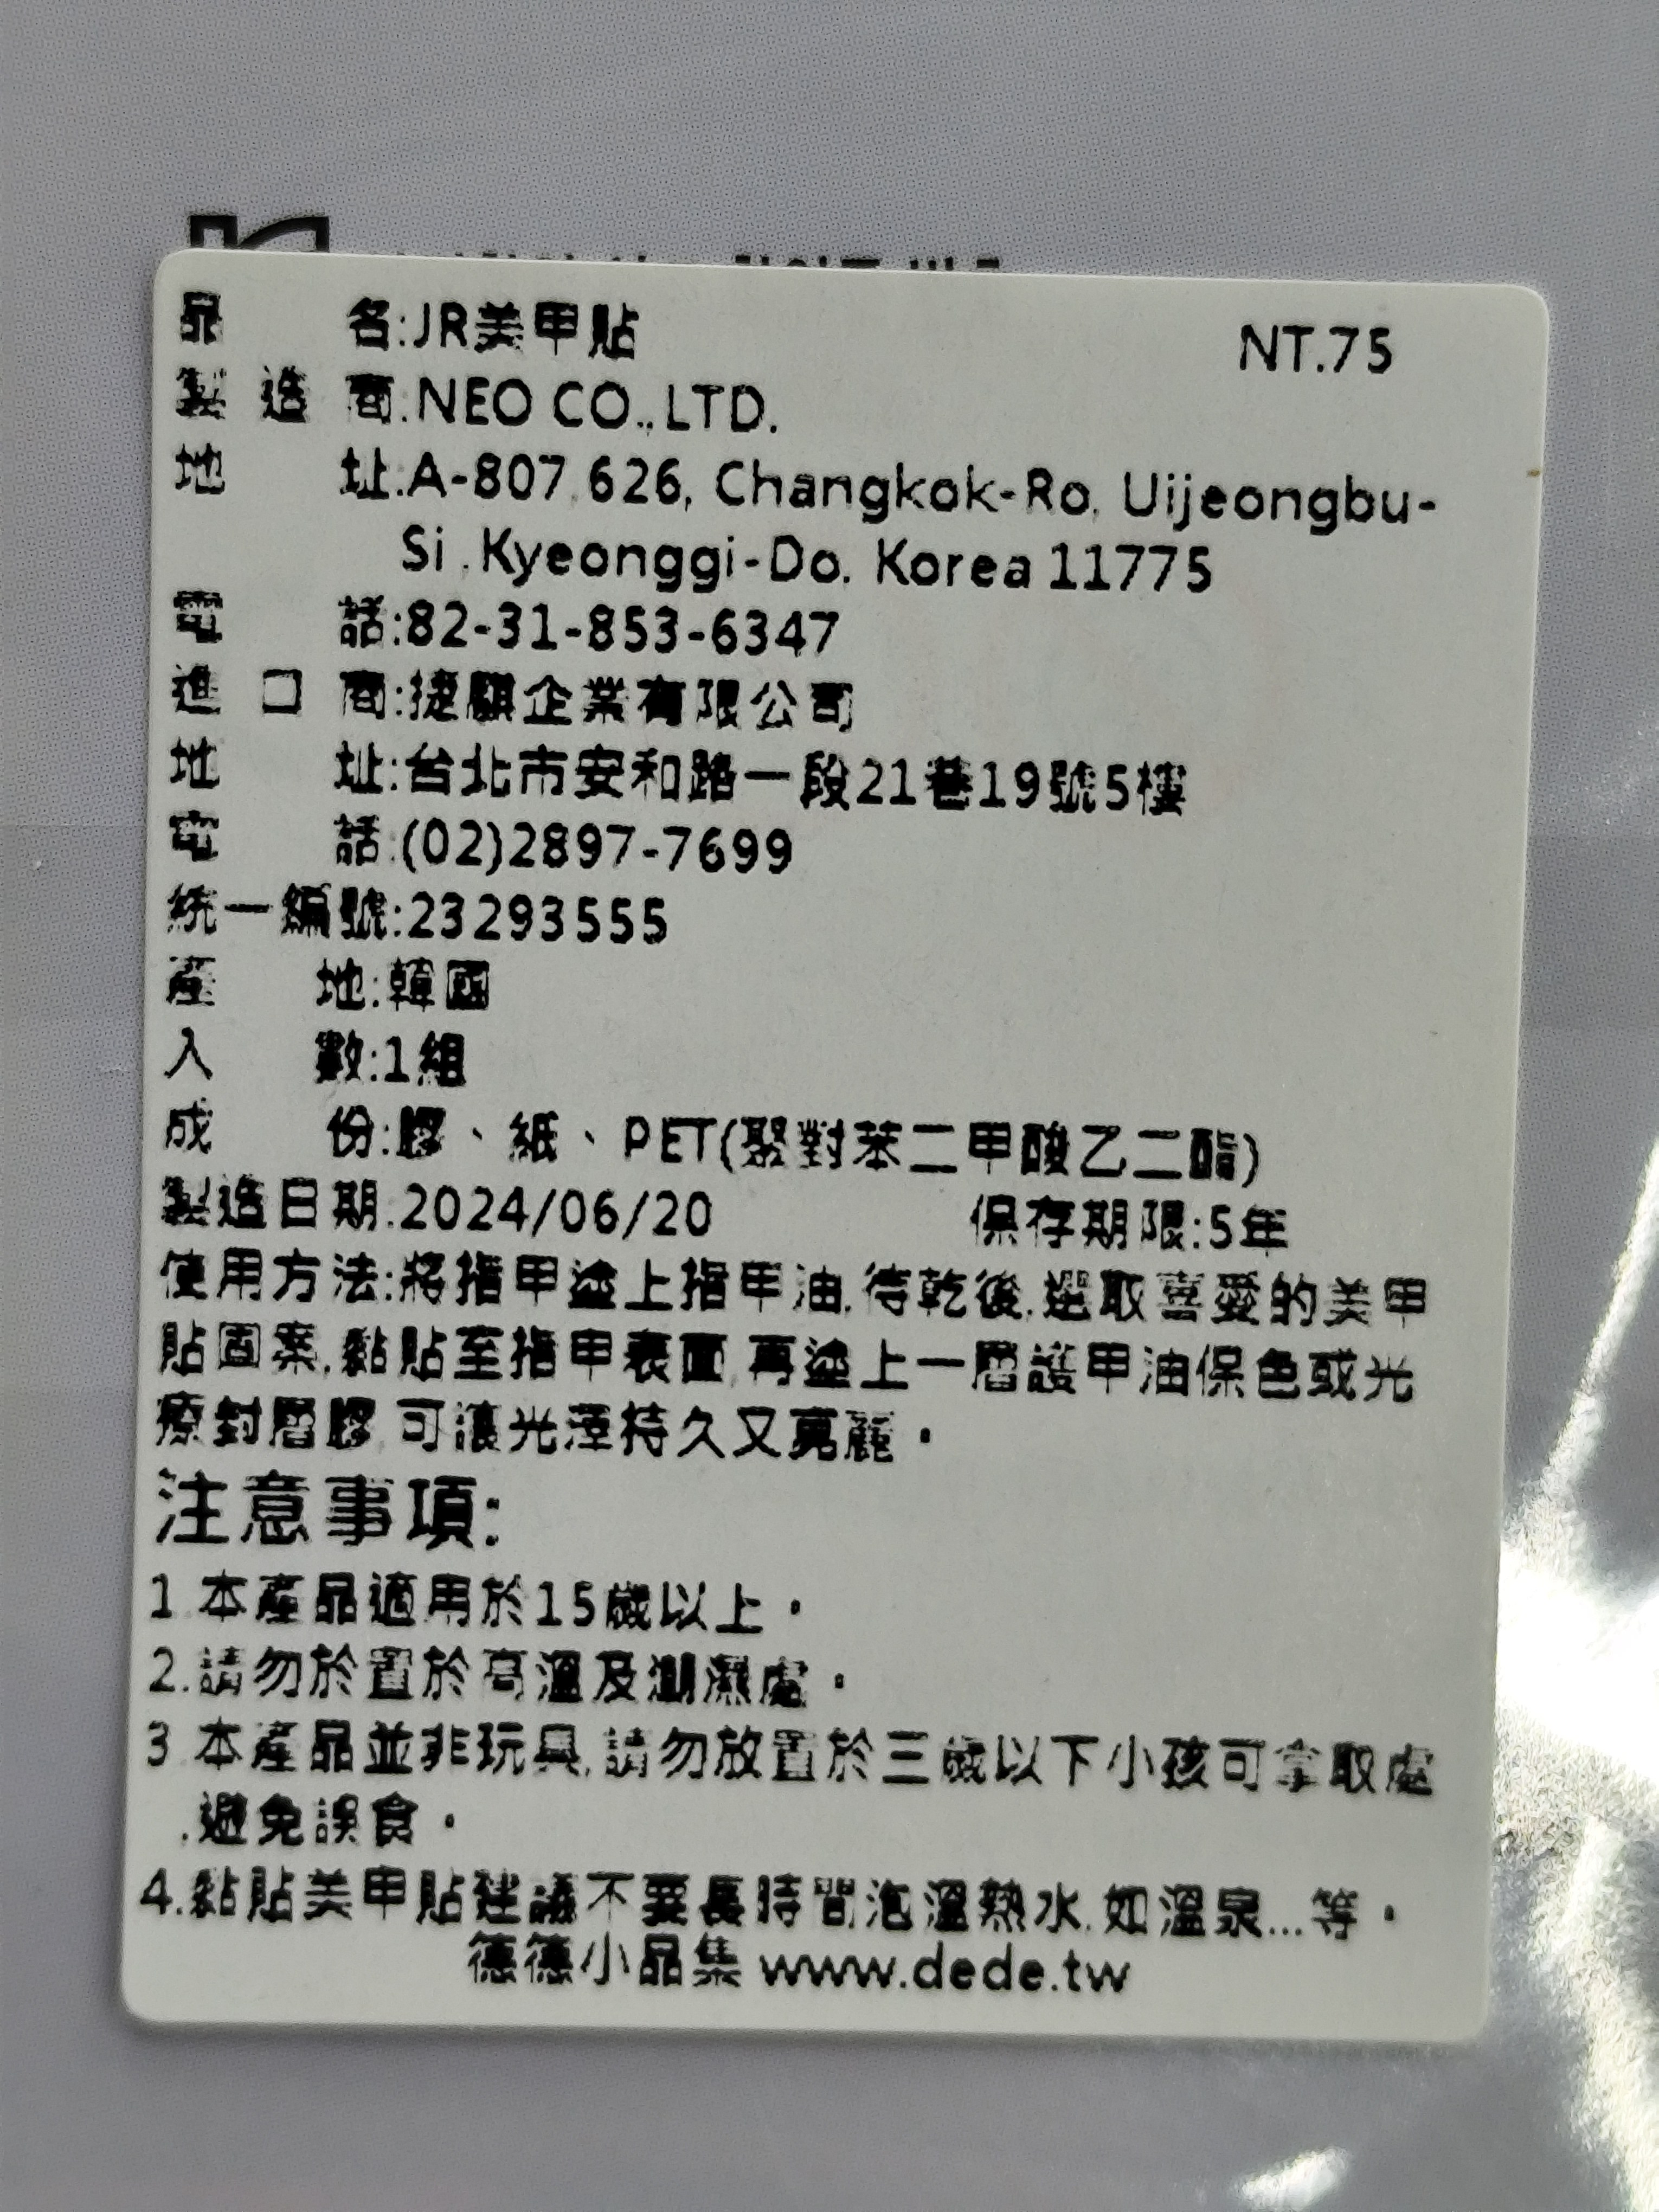 品名:JR美甲貼 NT.75
製造商:NEO CO.,LTD.
地址:A-807,626, Changkok-Ro, Uijeongbu-
Si ,Kyeonggi-Do, Korea 11775
電話:82-31-853-6347
進口商:捷騏企業有限公司
地址:台北市安和路一段21巷19號5樓
電話:(02)2897-7699
統一編號:23293555
產地:韓國
入數:1組
成份:膠、紙、PET(聚對苯二甲酸乙二酯)
製造日期:2024/06/20 保存期限:5年
使用方法:將指甲塗上指甲油,待乾後,選取喜愛的美甲
貼圖案,黏貼至指甲表面,再塗上一層護甲油保色或光
療封層膠,可讓光澤持久又亮麗。
注意事項:
1.本產品適用於15歲以上。
2.請勿於置於高溫及潮濕處。
3.本產品並非玩具,請勿放置於三歲以下小孩可拿取處
,避免誤食。
4.黏貼美甲貼建議不要長時間泡溫熱水,如溫泉...等。
德德小品集 www.dede.tw